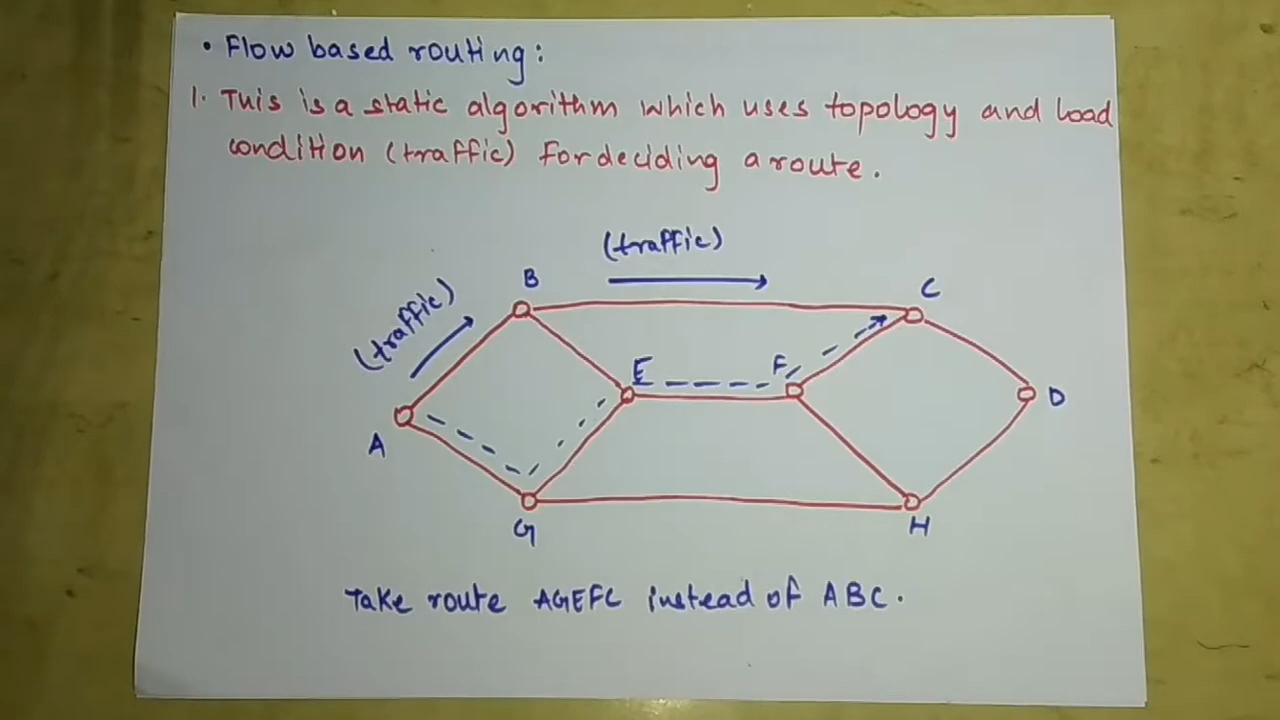 • Flow based routing:
1. This is a static algorithm which uses topology and load
condition (traffic) for deciding a route.
(traffic)
(traffic)
B
C
E
F
D
A
G
H
Take route AGEFC instead of ABC.